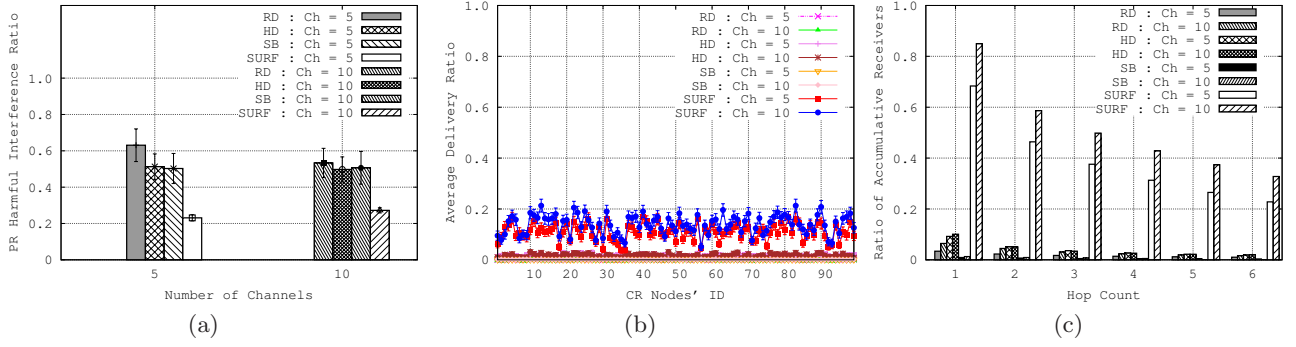 PR Harmful Interference Ratio
1.0
0.8
0.6
0.4
0.2
0
RD : Ch = 5
HD : Ch = 5
SB : Ch = 5
SURF : Ch = 5
RD : Ch = 10
HD : Ch = 10
SB : Ch = 10
SURF : Ch = 10
5 10
Number of Channels
(a)
Average Delivery Ratio
1
0.8
0.6
0.4
0.2
0
RD : Ch = 5
RD : Ch = 10
HD : Ch = 5
HD : Ch = 10
SB : Ch = 5
SB : Ch = 10
SURF : Ch = 5
SURF : Ch = 10
10 20 30 40 50 60 70 80 90
CR Nodes' ID
(b)
Ratio of Accumulative Receivers
1.0
0.8
0.6
0.4
0.2
0.0
RD : Ch = 5
RD : Ch = 10
HD : Ch = 5
HD : Ch = 10
SB : Ch = 5
SB : Ch = 10
SURF : Ch = 5
SURF : Ch = 10
1 2 3 4 5 6
Hop Count
(c)